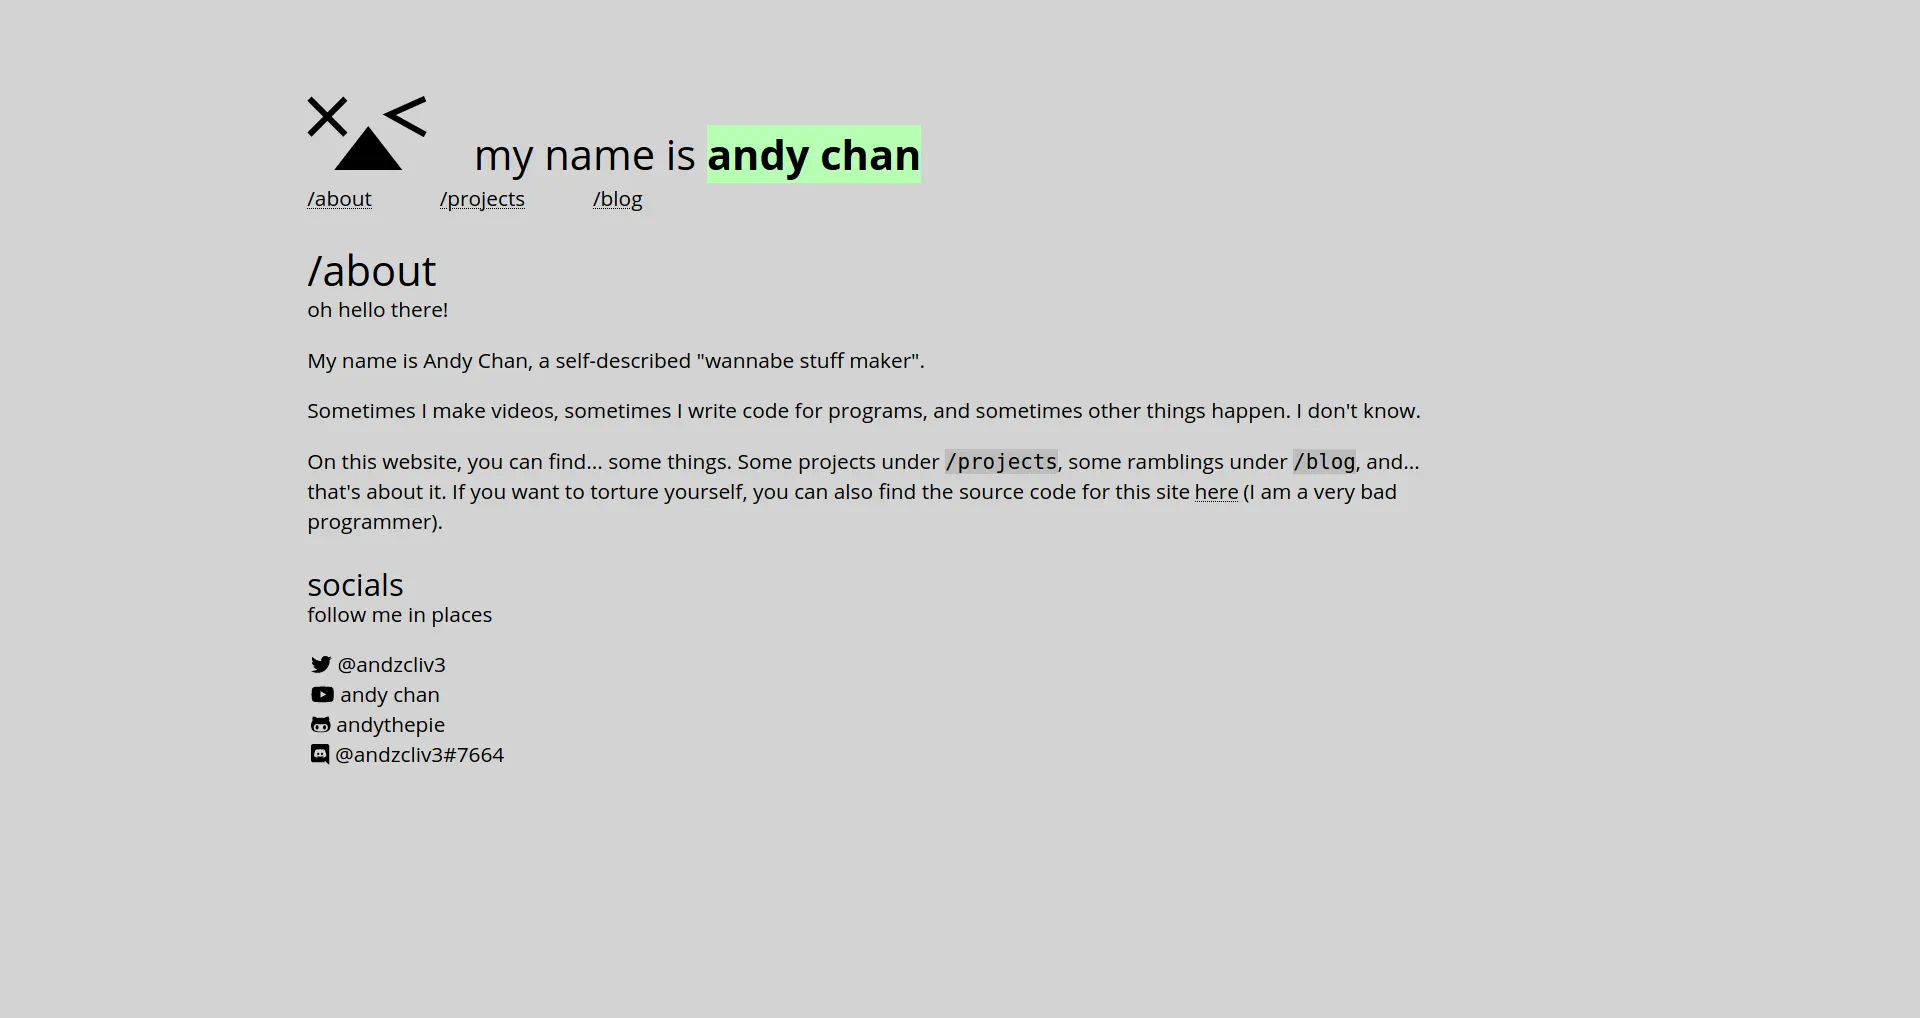 my name is andy chan
/about /projects /blog
/about
oh hello there!
My name is Andy Chan, a self-described "wannabe stuff maker".
Sometimes I make videos, sometimes I write code for programs, and sometimes other things happen. I don't know.
On this website, you can find... some things. Some projects under /projects, some ramblings under /blog, and...
that's about it. If you want to torture yourself, you can also find the source code for this site here (I am a very bad
programmer).
socials
follow me in places
@andzcliv3
andy chan
andythepie
@andzcliv3#7664